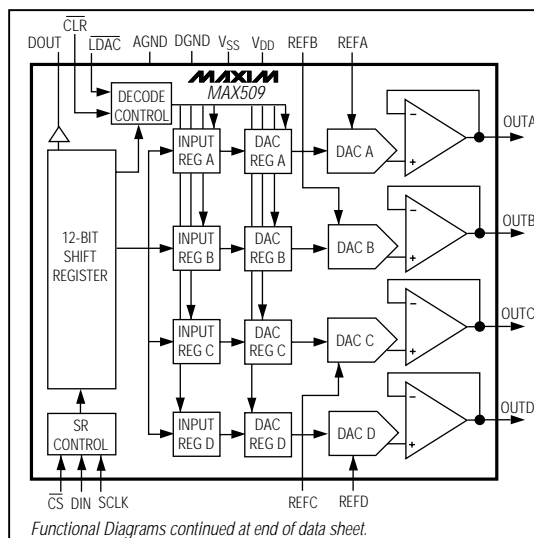 CLR
DOUT
LDAC
AGND
DGND
VSS
VDD
REFB
REFA
MAXIM
MAX509
DECODE
CONTROL
INPUT
REG A
DAC
REG A
DAC A
-
+
OUTA
12-BIT
SHIFT
REGISTER
INPUT
REG B
DAC
REG B
DAC B
-
+
OUTB
INPUT
REG C
DAC
REG C
DAC C
-
+
OUTC
SR
CONTROL
INPUT
REG D
DAC
REG D
DAC D
-
+
OUTD
CS
DIN
SCLK
REFC
REFD
Functional Diagrams continued at end of data sheet.